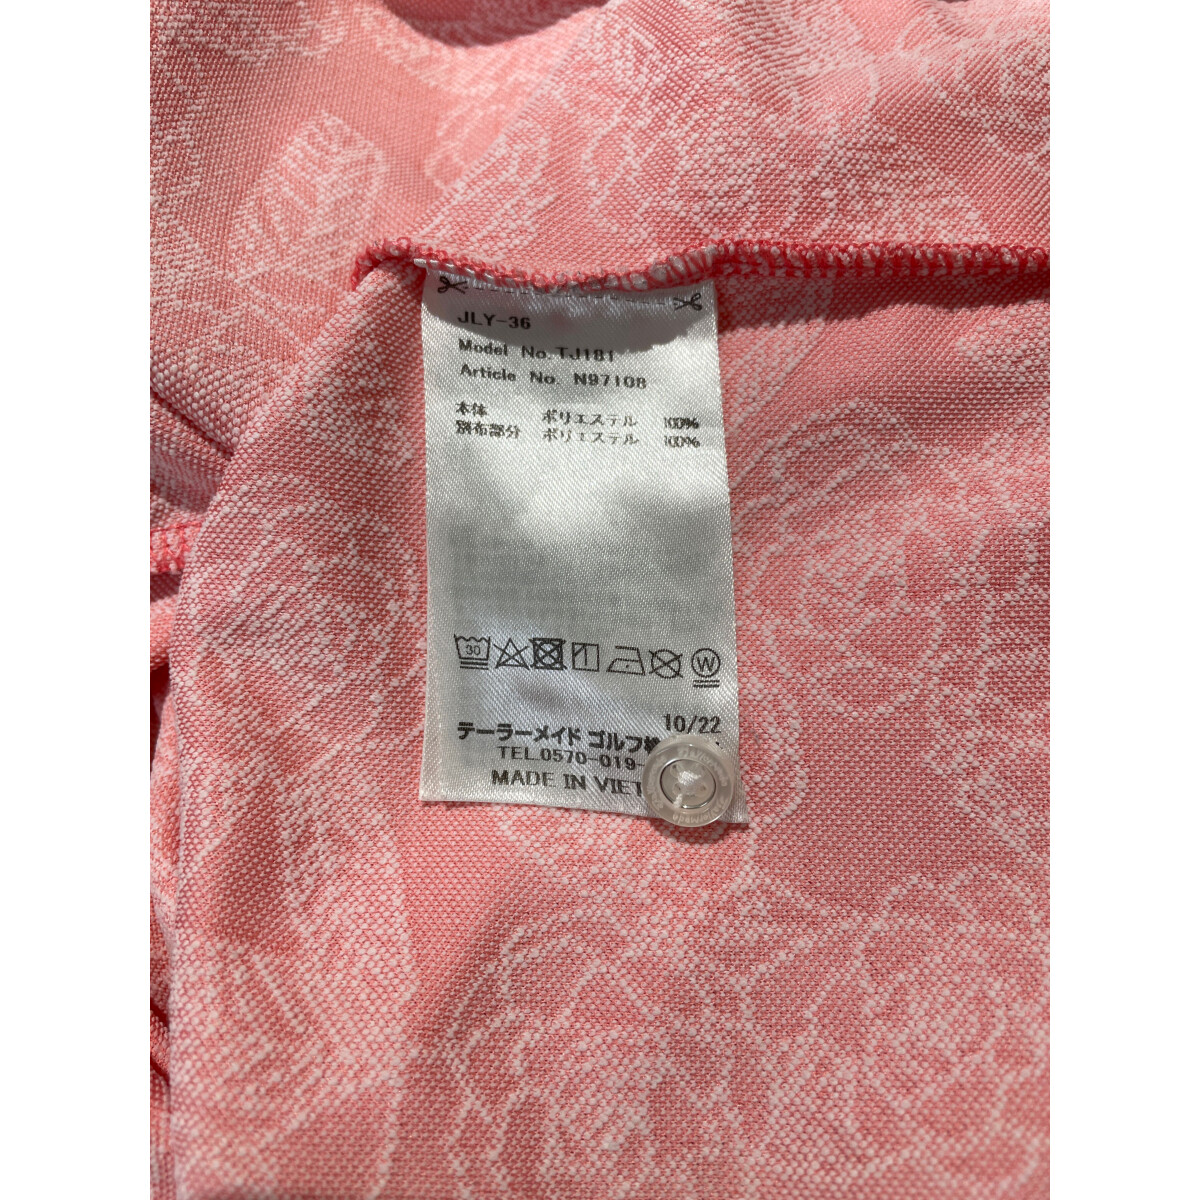 JLY-36
Model No. TJ181
Article No. N97108
本体 ポリエステル 100%
別布部分 ポリエステル 100%
30
W
10/22
テーラーメイド ゴルフ
TEL.0570-019-
MADE IN VIET